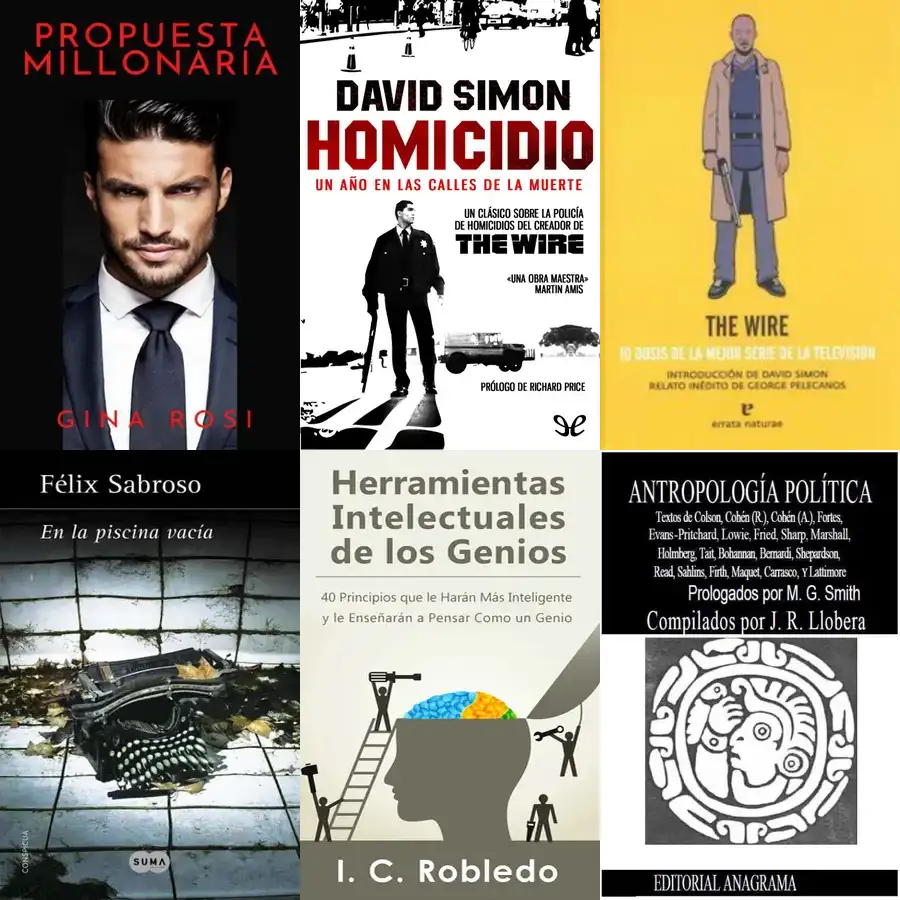 PROPUESTA
MILLONARIA
GINA ROSI
DAVID SIMON
HOMICIDIO
UN AÑO EN LAS CALLES DE LA MUERTE
UN CLÁSICO SOBRE LA POLICÍA
DE HOMICIDIOS DEL CREADOR DE
THE WIRE
«UNA OBRA MAESTRA»
MARTIN AMIS
PRÓLOGO DE RICHARD PRICE
THE WIRE
10 DOSIS DE LA MEJOR SERIE DE LA TELEVISIÓN
INTRODUCCIÓN DE DAVID SIMON
RELATO INÉDITO DE GEORGE PELECANOS
errata naturae
Félix Sabroso
En la piscina vacía
CONSPICUA
SUMA
Herramientas
Intelectuales
de los Genios
40 Principios que le Harán Más Inteligente
y le Enseñarán a Pensar Como un Genio
I. C. Robledo
ANTROPOLOGÍA POLÍTICA
Textos de Colson, Cohén (R.), Cohén (A.), Fortes,
Evans-Pritchard, Lowie, Fried, Sharp, Marshall,
Holmberg, Tait, Bohannan, Bernardi, Shepardson,
Read, Sahlins, Firth, Maquet, Carrasco, y Lattimore
Prologados por M. G. Smith
Compilados por J. R. Llobera
EDITORIAL ANAGRAMA